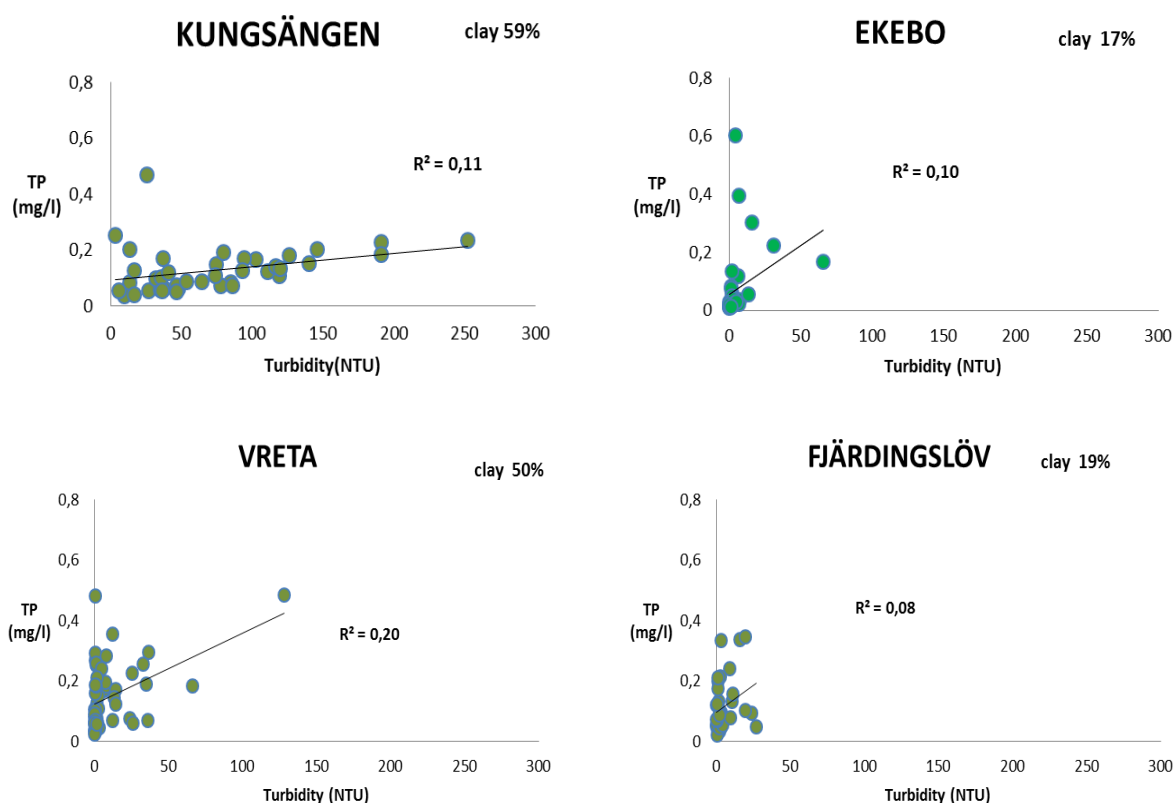 KUNGSÄNGEN
clay 59%
0,8
0,6
0,4
0,2
0
TP
(mg/l)
R² = 0,11
0 50 100 150 200 250 300
Turbidity(NTU)
EKEBO
clay 17%
0,8
0,6
0,4
0,2
0
TP
(mg/l)
R² = 0,10
0 50 100 150 200 250 300
Turbidity (NTU)
VRETA
clay 50%
0,8
0,6
0,4
0,2
0
TP
(mg/l)
R² = 0,20
0 50 100 150 200 250 300
Turbidity (NTU)
FJÄRDINGSLÖV
clay 19%
0,8
0,6
0,4
0,2
0
TP
(mg/l)
R² = 0,08
0 50 100 150 200 250 300
Turbidity (NTU)